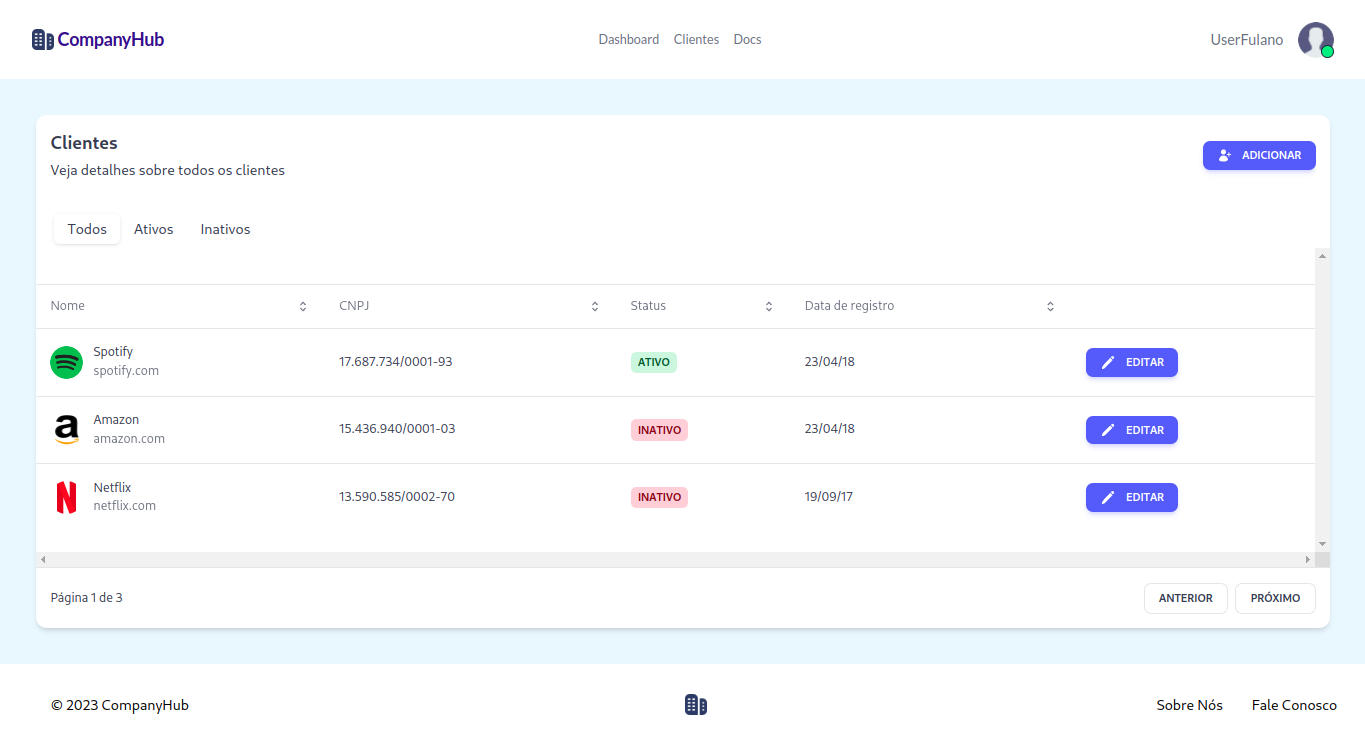 CompanyHub
Dashboard Clientes Docs
UserFulano
Clientes
Veja detalhes sobre todos os clientes
ADICIONAR
Todos Ativos Inativos
Nome CNPJ Status Data de registro
Spotify
spotify.com
17.687.734/0001-93 ATIVO 23/04/18 EDITAR
Amazon
amazon.com
15.436.940/0001-03 INATIVO 23/04/18 EDITAR
Netflix
netflix.com
13.590.585/0002-70 INATIVO 19/09/17 EDITAR
Página 1 de 3
ANTERIOR PRÓXIMO
© 2023 CompanyHub
Sobre Nós Fale Conosco